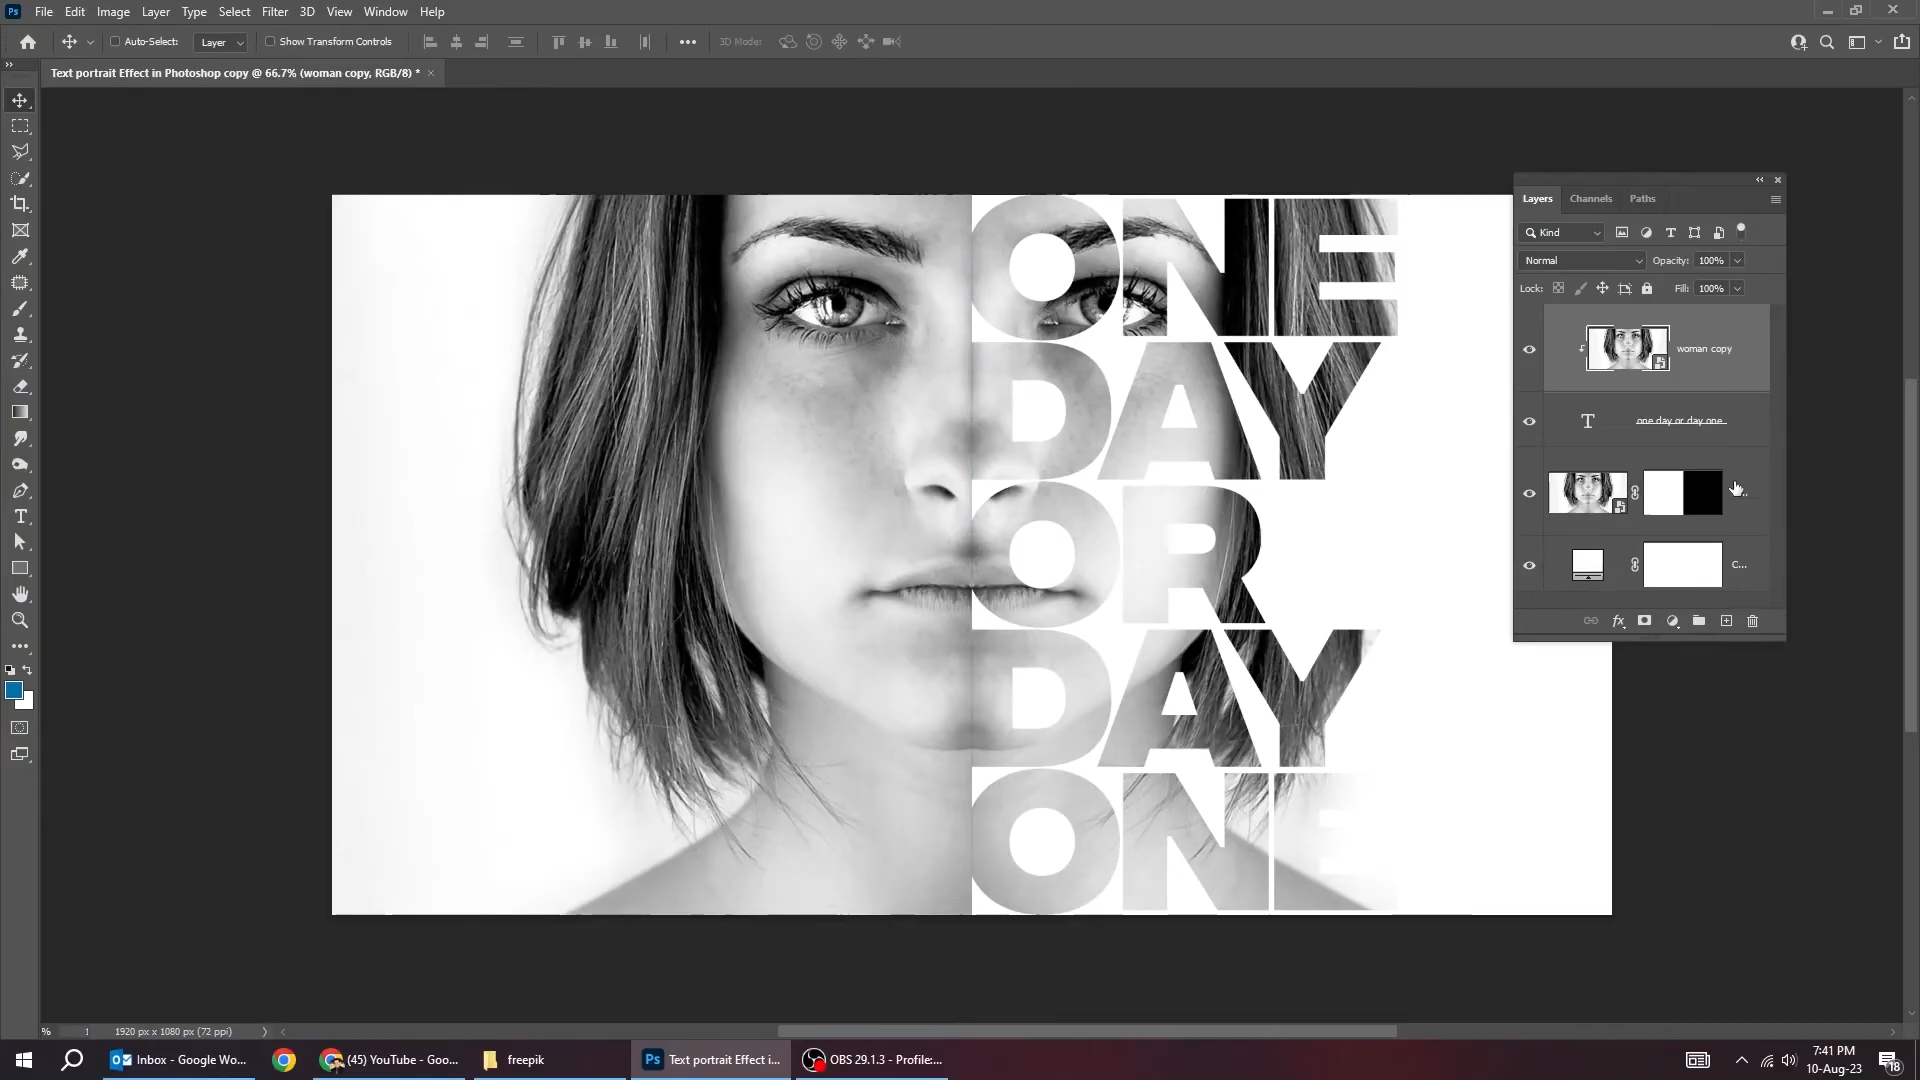 Ps File Edit Image Layer Type Select Filter 3D View Window Help
Auto-Select: Layer Show Transform Controls 3D Mode:
Text portrait Effect in Photoshop copy @ 66.7% (woman copy, RGB/8) *
ONE
DAY
OR
DAY
ONE
Layers Channels Paths
Kind
Normal Opacity: 100%
Lock: Fill: 100%
woman copy
T one day or day one
C...
% 1 1920 px x 1080 px (72 ppi)
Inbox - Google Wo...
(45) YouTube - Goo...
freepik
Ps Text portrait Effect i...
OBS 29.1.3 - Profile:...
7:41 PM
10-Aug-23
18